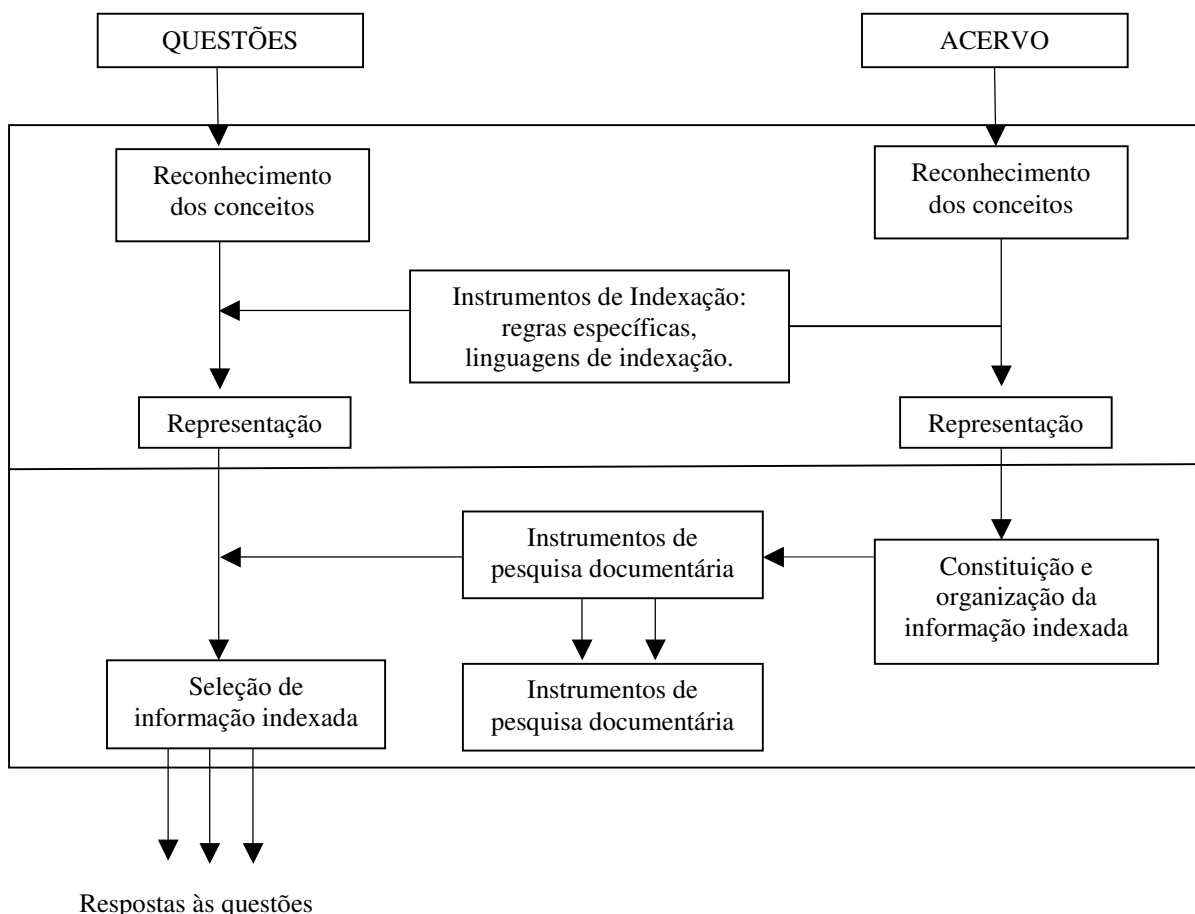 QUESTÕES
ACERVO
Reconhecimento
dos conceitos
Reconhecimento
dos conceitos
Instrumentos de Indexação:
regras específicas,
linguagens de indexação.
Representação
Representação
Instrumentos de
pesquisa documentária
Constituição e
organização da
informação indexada
Seleção de
informação indexada
Instrumentos de
pesquisa documentária
Respostas às questões